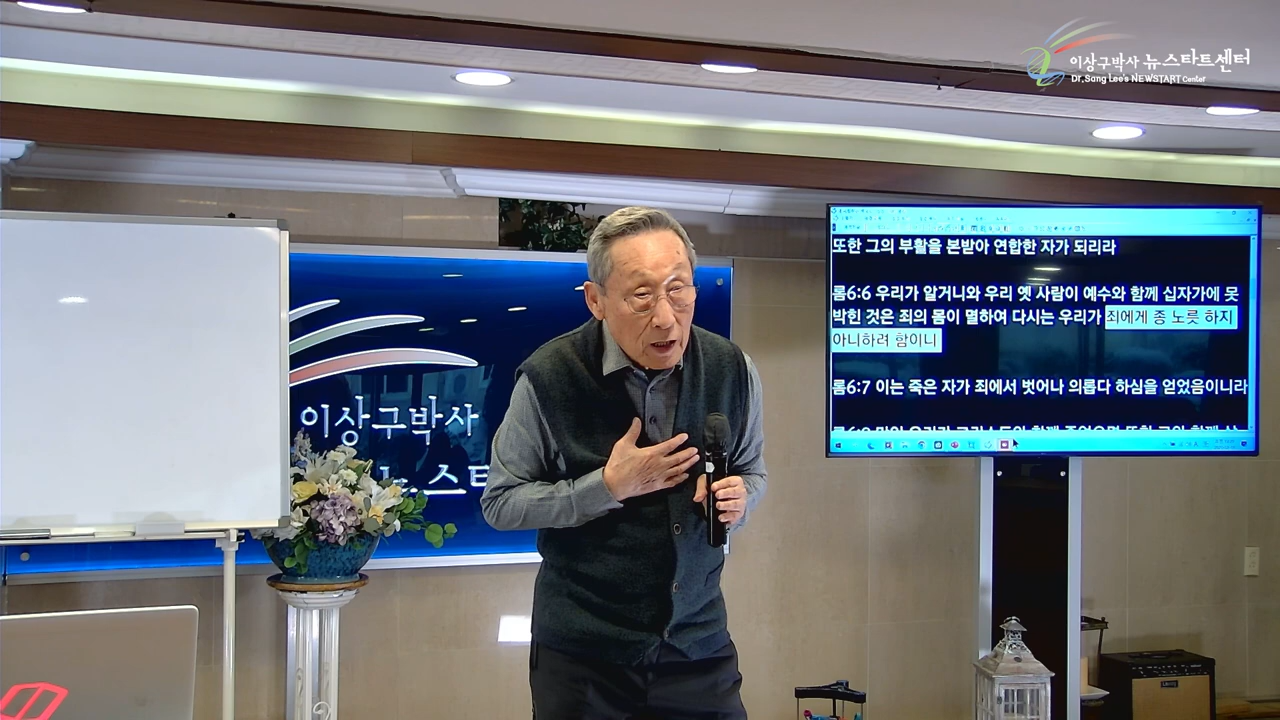 이상구박사 뉴스타트센터
Dr.Sang Lee's NEWSTART Center
또한 그의 부활을 본받아 연합한 자가 되리라
롬6:6 우리가 알거니와 우리 옛 사람이 예수와 함께 십자가에 못
박힌 것은 죄의 몸이 멸하여 다시는 우리가 죄에게 종 노릇 하지
아니하려 함이니
롬6:7 이는 죽은 자가 죄에서 벗어나 의롭다 하심을 얻었음이니라
이상구박사
뉴스타